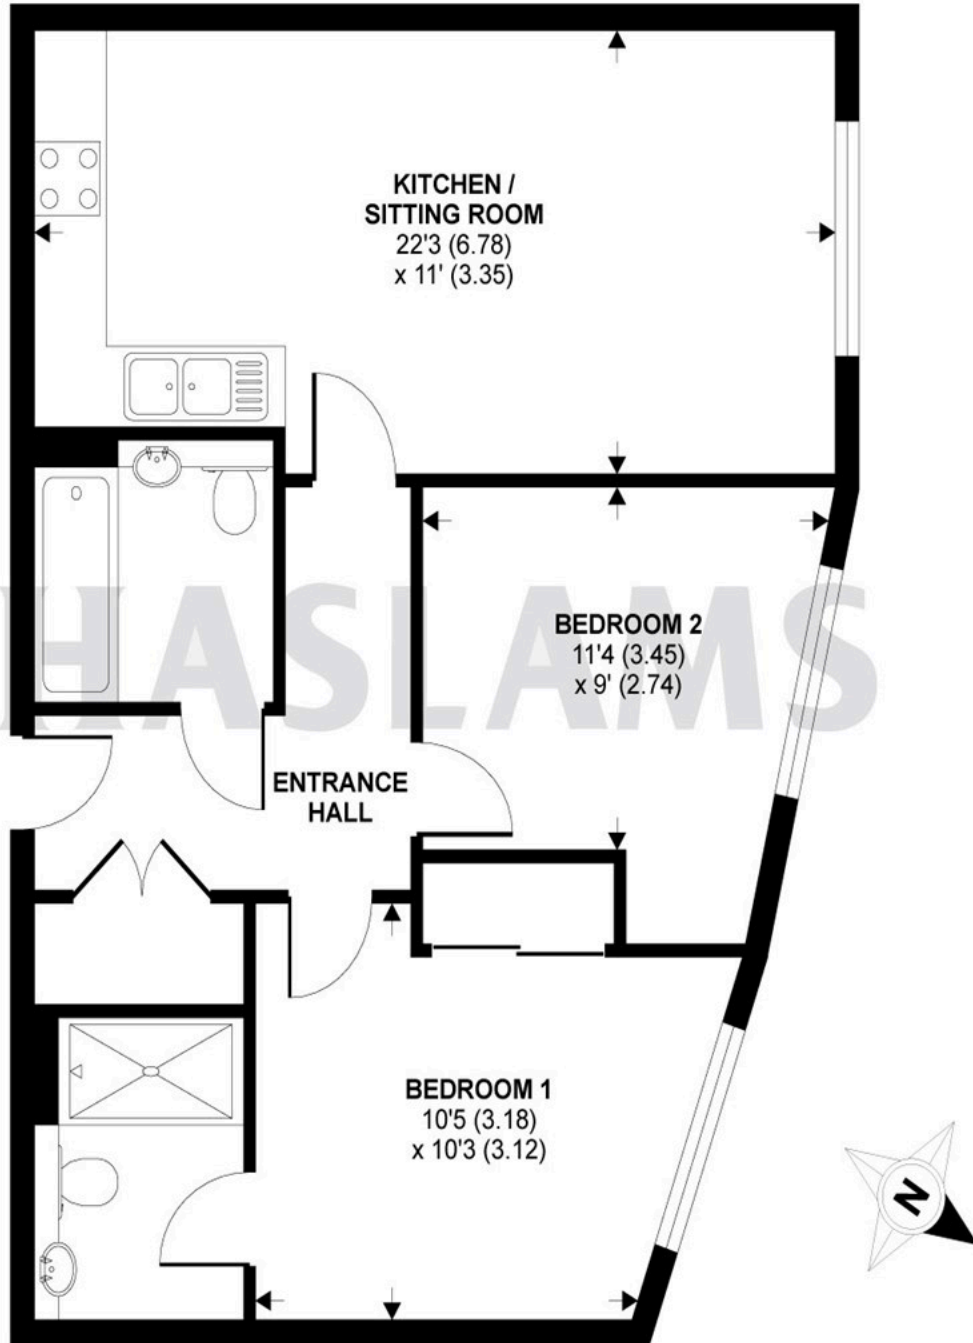 KITCHEN /
SITTING ROOM
22'3 (6.78)
x 11' (3.35)
HASLAMS
BEDROOM 2
11'4 (3.45)
x 9' (2.74)
ENTRANCE
HALL
BEDROOM 1
10'5 (3.18)
x 10'3 (3.12)
N